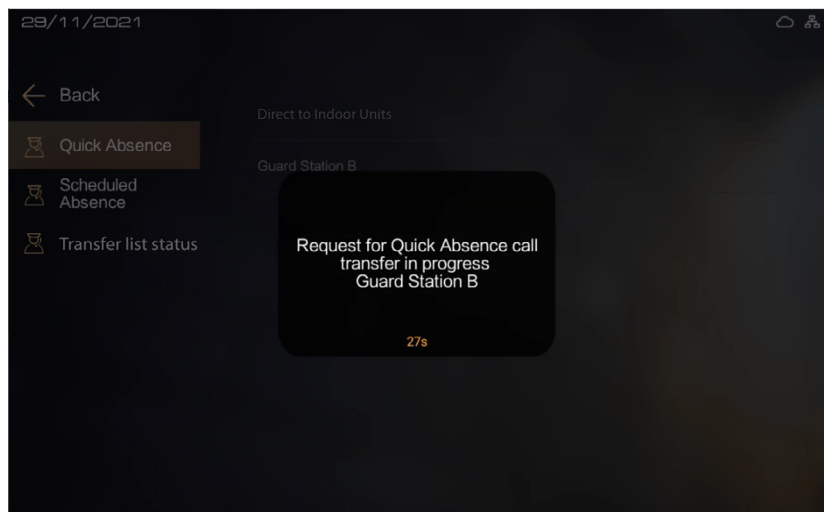 29/11/2021
Back
Quick Absence
Scheduled
Absence
Transfer list status
Direct to Indoor Units
Guard Station B
Request for Quick Absence call
transfer in progress
Guard Station B
27s